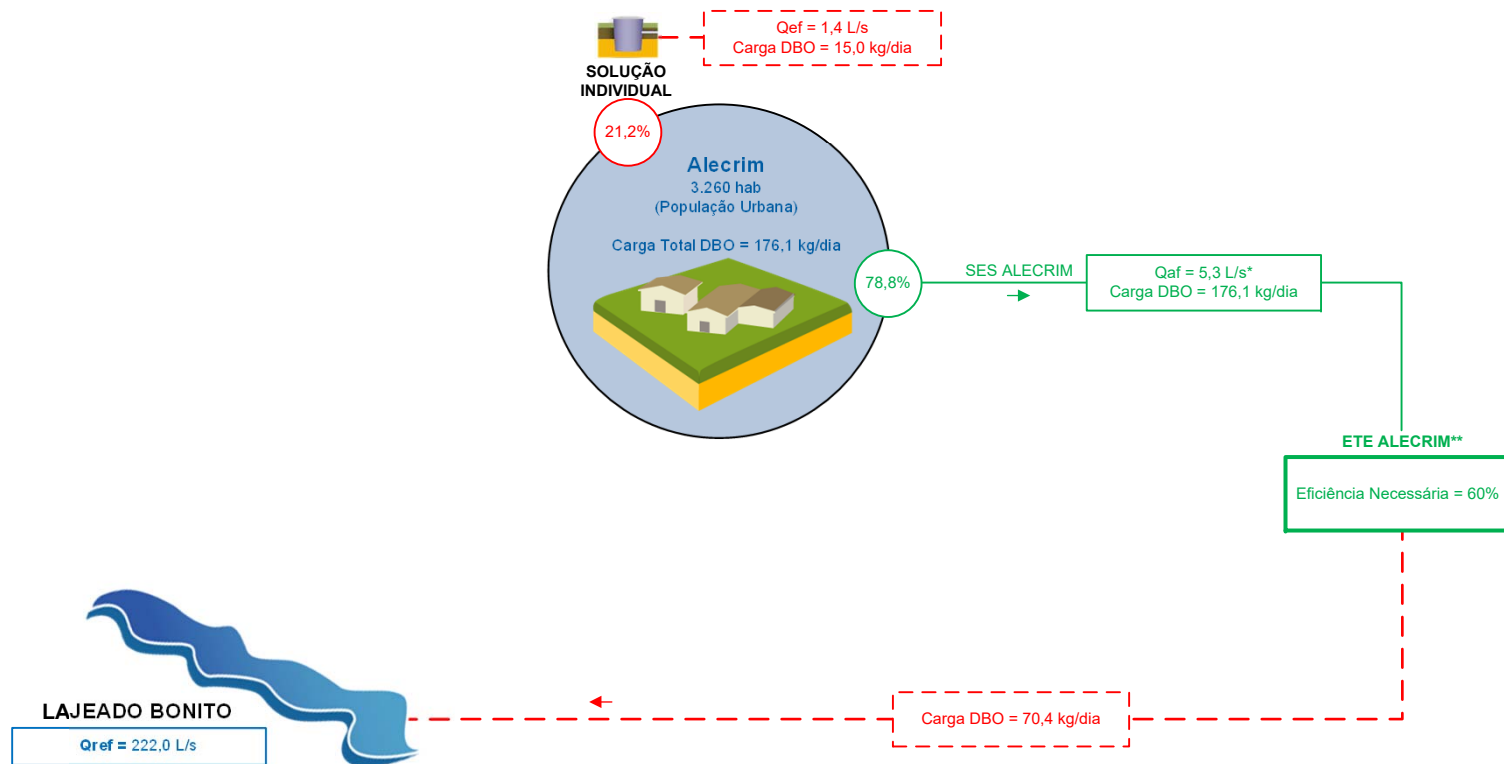 Qef = 1,4 L/s
Carga DBO = 15,0 kg/dia
SOLUÇÃO
INDIVIDUAL
21,2%
Alecrim
3.260 hab
(População Urbana)
Carga Total DBO = 176,1 kg/dia
78,8%
SES ALECRIM
Qaf = 5,3 L/s*
Carga DBO = 176,1 kg/dia
ETE ALECRIM**
Eficiência Necessária = 60%
Carga DBO = 70,4 kg/dia
LAJEADO BONITO
Qref = 222,0 L/s